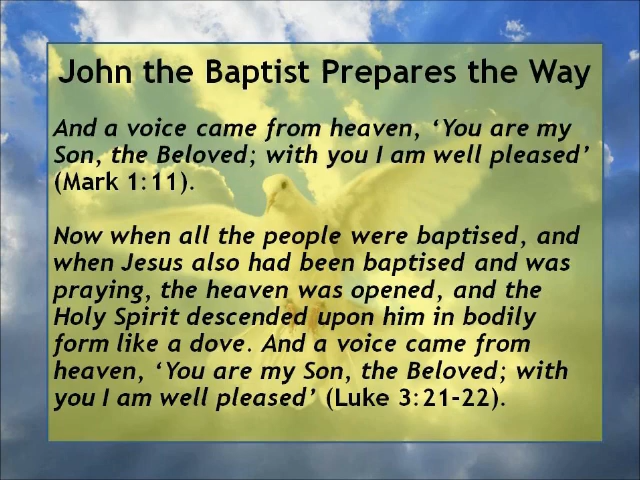 John the Baptist Prepares the Way
And a voice came from heaven, ‘You are my
Son, the Beloved; with you I am well pleased’
(Mark 1:11).
Now when all the people were baptised, and
when Jesus also had been baptised and was
praying, the heaven was opened, and the
Holy Spirit descended upon him in bodily
form like a dove. And a voice came from
heaven, ‘You are my Son, the Beloved; with
you I am well pleased’ (Luke 3:21-22).